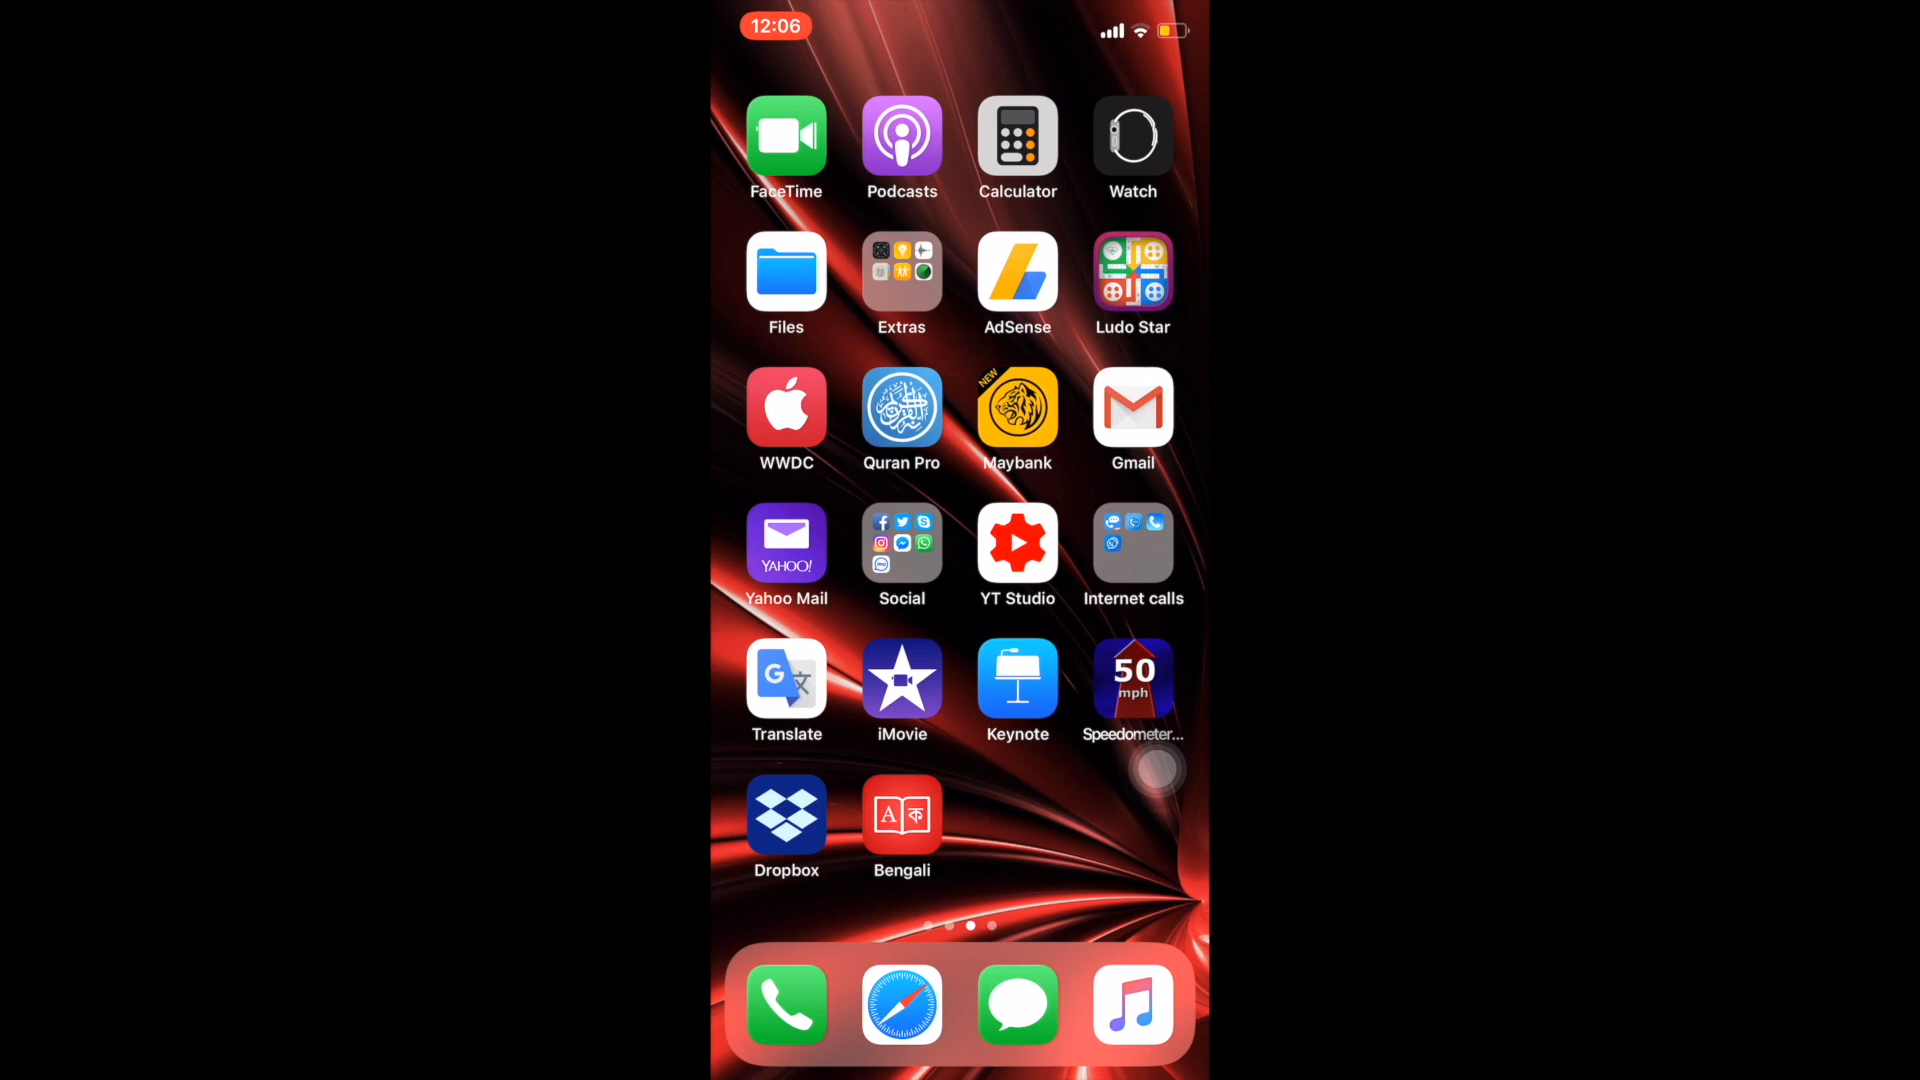 12:06
FaceTime
Podcasts
Calculator
Watch
Files
Extras
AdSense
Ludo Star
NEW
WWDC
Quran Pro
Maybank
Gmail
YAHOO!
Yahoo Mail
Social
YT Studio
Internet calls
G 文
50
mph
Translate
iMovie
Keynote
Speedometer...
A ক
Dropbox
Bengali